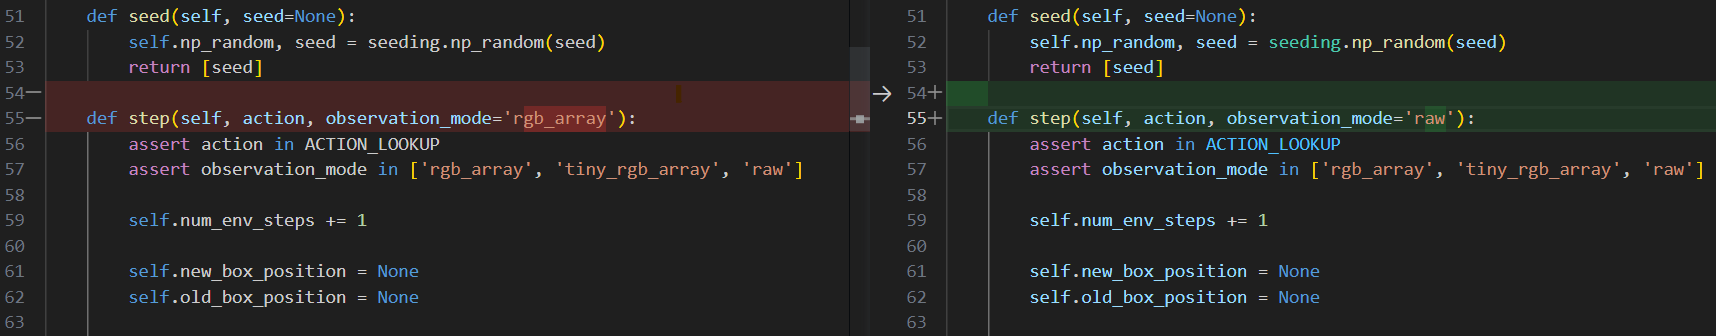 51 def seed(self, seed=None):
52 self.np_random, seed = seeding.np_random(seed)
53 return [seed]
54—
55— def step(self, action, observation_mode='rgb_array'):
56 assert action in ACTION_LOOKUP
57 assert observation_mode in ['rgb_array', 'tiny_rgb_array', 'raw']
58
59 self.num_env_steps += 1
60
61 self.new_box_position = None
62 self.old_box_position = None
63
51 def seed(self, seed=None):
52 self.np_random, seed = seeding.np_random(seed)
53 return [seed]
→ 54+
55+ def step(self, action, observation_mode='raw'):
56 assert action in ACTION_LOOKUP
57 assert observation_mode in ['rgb_array', 'tiny_rgb_array', 'raw']
58
59 self.num_env_steps += 1
60
61 self.new_box_position = None
62 self.old_box_position = None
63